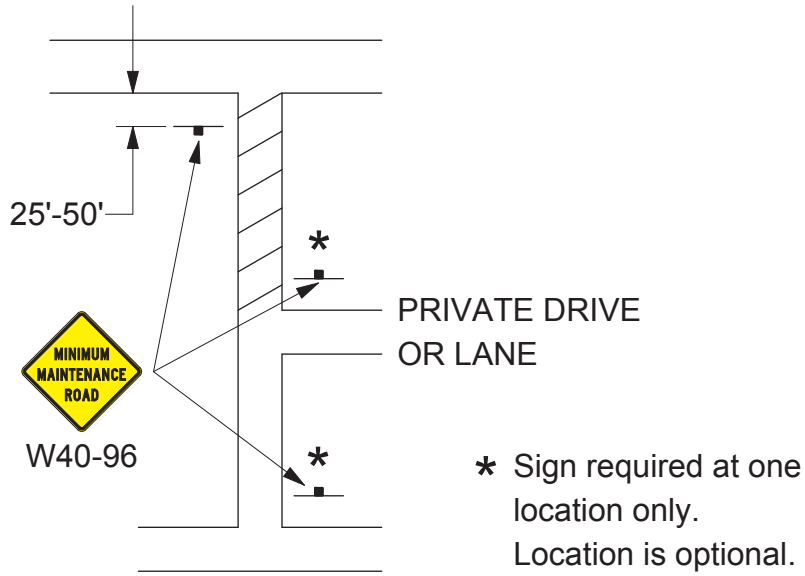 25'-50'
*
PRIVATE DRIVE
OR LANE
MINIMUM
MAINTENANCE
ROAD
W40-96
*
* Sign required at one
location only.
Location is optional.